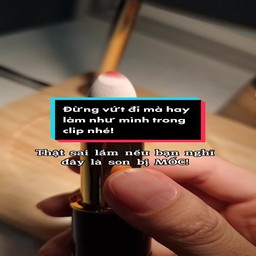 Đừng vứt đi mà hay
làm như mình trong
clip nhé!
Thật sai lầm nếu bạn nghĩ
đây là son bị MỐC!